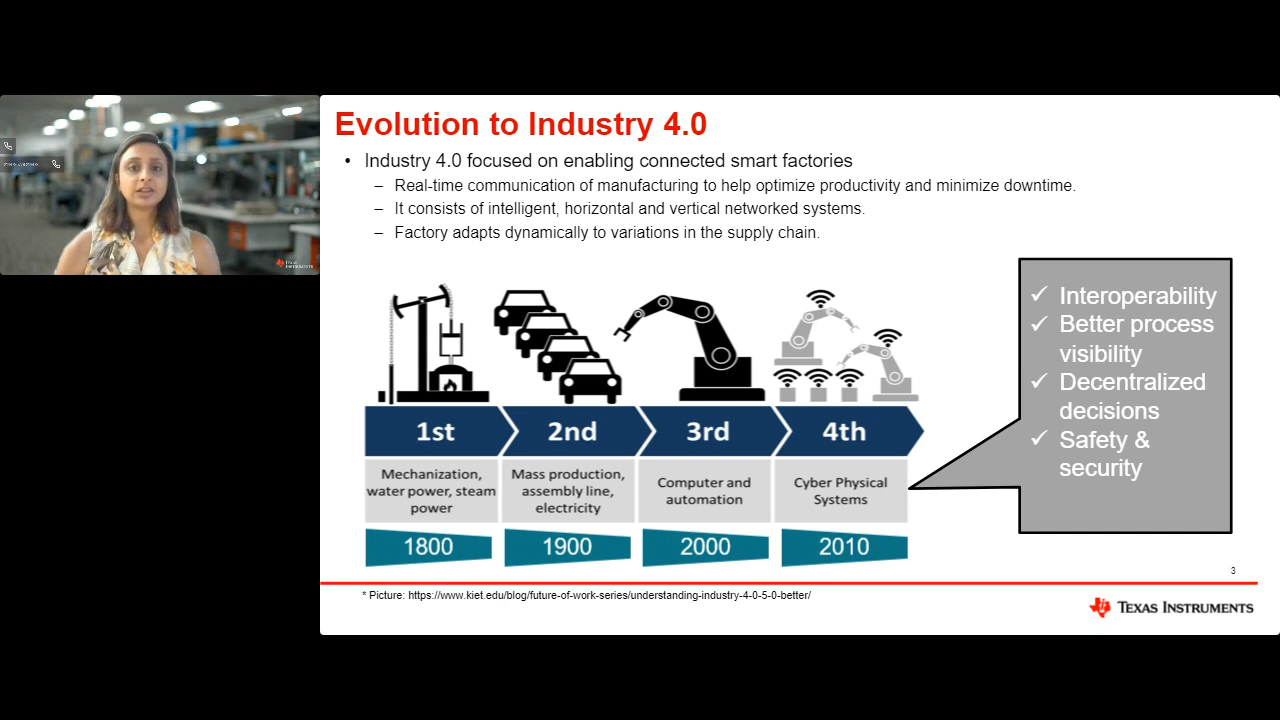 Evolution to Industry 4.0
• Industry 4.0 focused on enabling connected smart factories
– Real-time communication of manufacturing to help optimize productivity and minimize downtime.
– It consists of intelligent, horizontal and vertical networked systems.
– Factory adapts dynamically to variations in the supply chain.
✓ Interoperability
✓ Better process
visibility
✓ Decentralized
decisions
✓ Safety &
security
1st
2nd
3rd
4th
Mechanization,
water power, steam
power
Mass production,
assembly line,
electricity
Computer and
automation
Cyber Physical
Systems
1800
1900
2000
2010
3
* Picture: https://www.kiet.edu/blog/future-of-work-series/understanding-industry-4-0-5-0-better/
TEXAS INSTRUMENTS
TEXAS
INSTRUMENTS